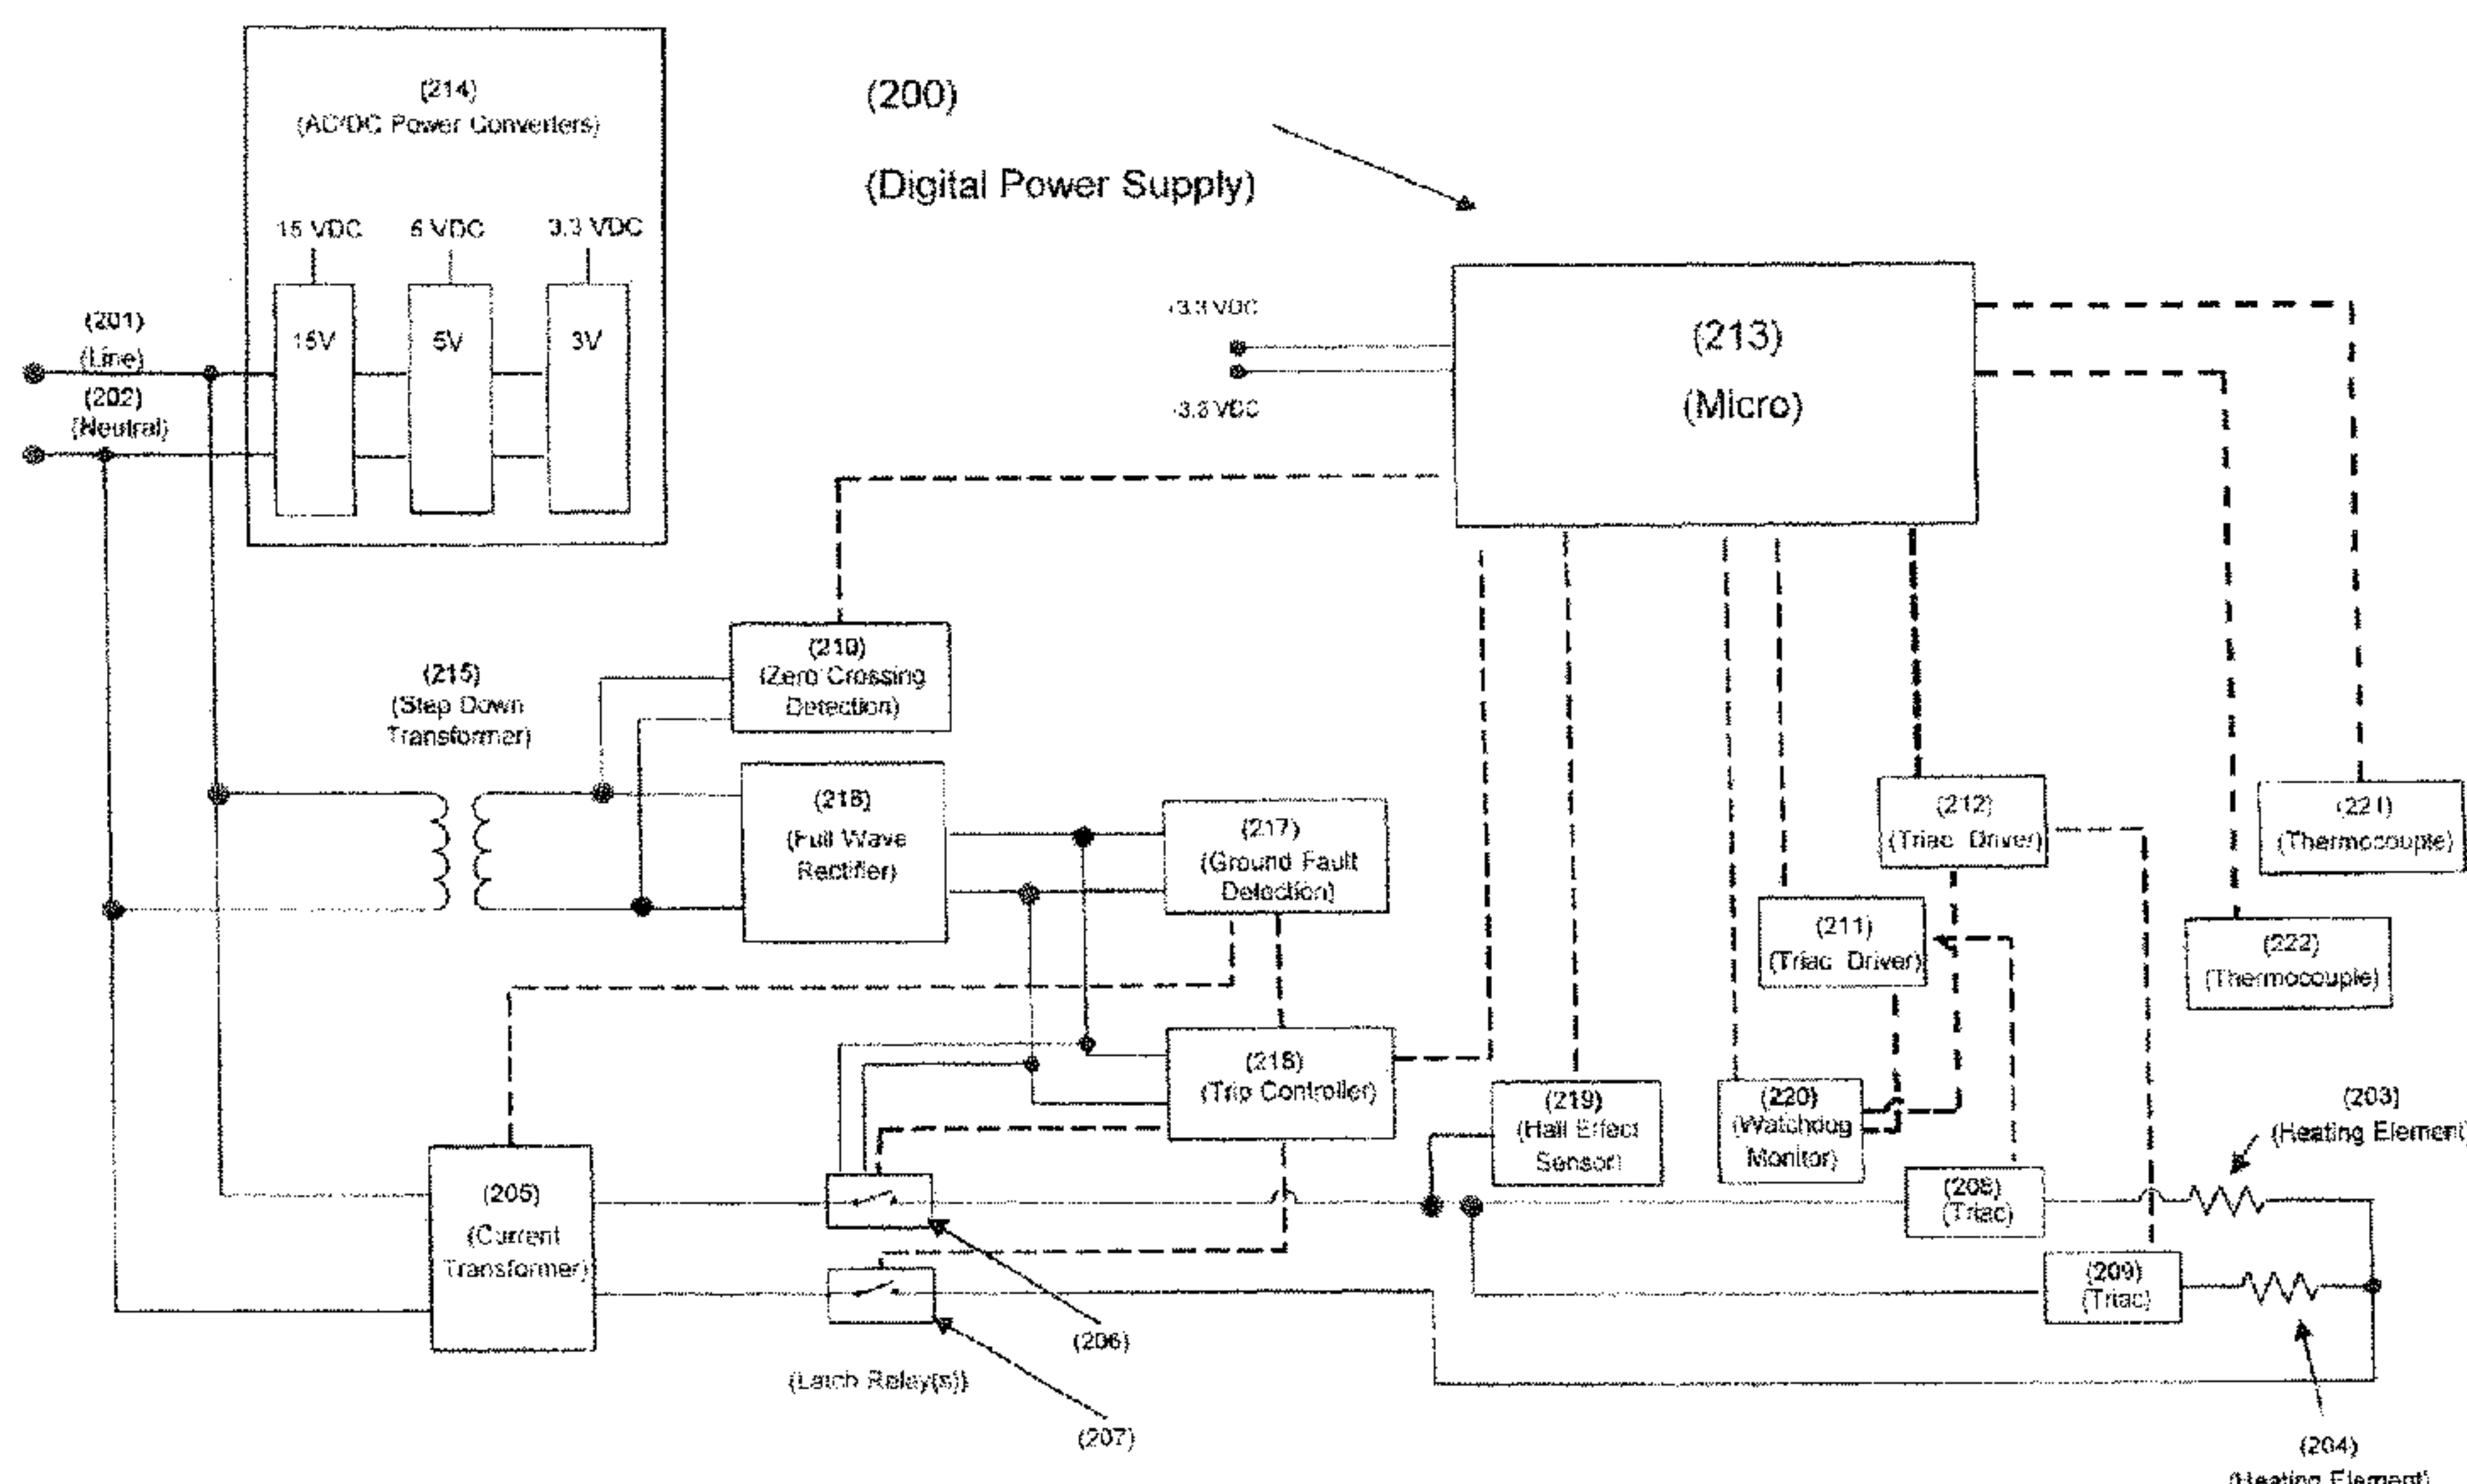 (200)
(Digital Power Supply)
(214)
(AC/DC Power Converters)
15 VDC
5 VDC
3.3 VDC
15V
5V
3V
(201)
(Line)
(202)
(Neutral)
+3.3 VDC
-3.3 VDC
(213)
(Micro)
(215)
(Step Down
Transformer)
(210)
(Zero Crossing
Detection)
(216)
(Full Wave
Rectifier)
(217)
(Ground Fault
Detection)
(212)
(Triac Driver)
(221)
(Thermocouple)
(211)
(Triac Driver)
(222)
(Thermocouple)
(218)
(Trip Controller)
(219)
(Hall Effect
Sensor)
(220)
(Watchdog
Monitor)
(203)
(Heating Element)
(205)
(Current
Transformer)
(208)
(Triac)
(209)
(Triac)
(206)
(Latch Relay(s))
(207)
(204)
(Heating Element)